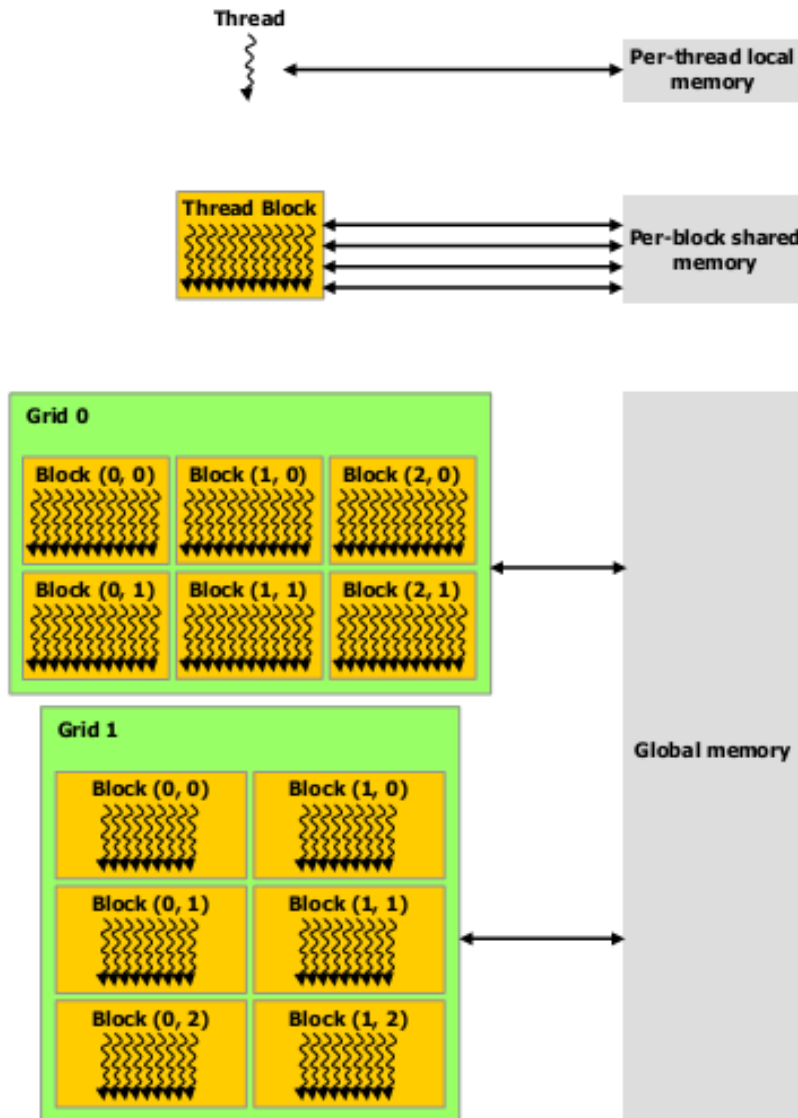 Thread
Per-thread local
memory
Thread Block
Per-block shared
memory
Grid 0
Block (0, 0)
Block (1, 0)
Block (2, 0)
Block (0, 1)
Block (1, 1)
Block (2, 1)
Grid 1
Global memory
Block (0, 0)
Block (1, 0)
Block (0, 1)
Block (1, 1)
Block (0, 2)
Block (1, 2)